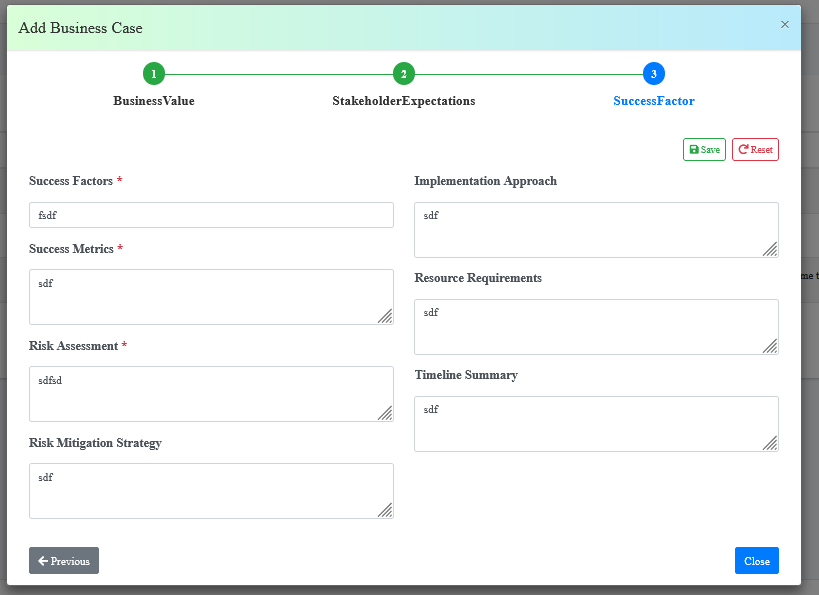 Add Business Case
×
1
2
3
BusinessValue
StakeholderExpectations
SuccessFactor
Save
Reset
Success Factors *
fsdf
Success Metrics *
sdf
Risk Assessment *
sdfsd
Risk Mitigation Strategy
sdf
Implementation Approach
sdf
Resource Requirements
sdf
Timeline Summary
sdf
Previous
Close
me t